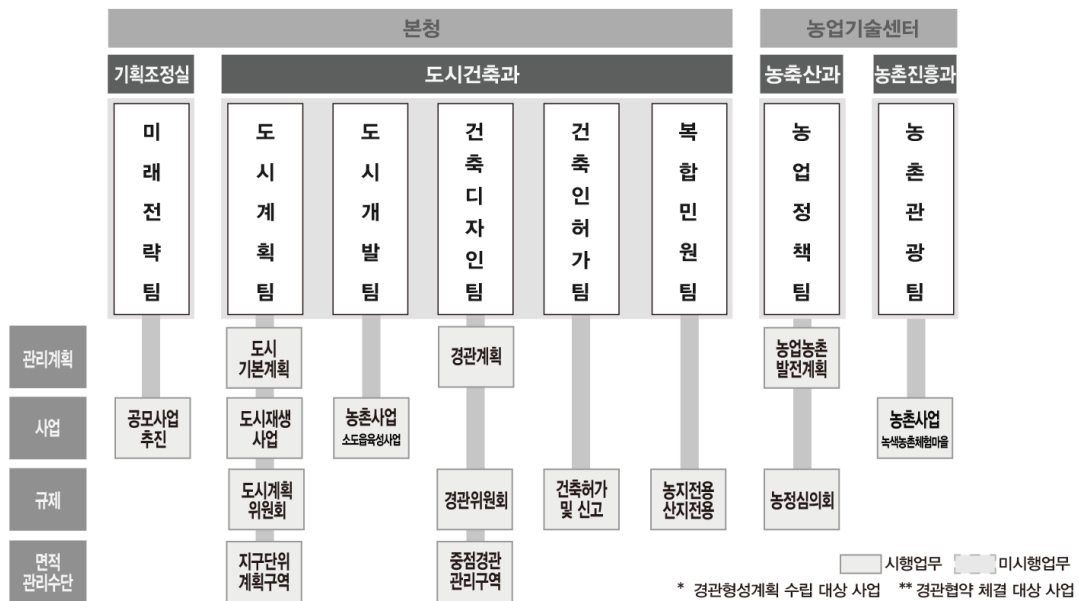 본청
농업기술센터
기획조정실
도시건축과
농축산과
농촌진흥과
미래전략팀
도시계획팀
도시개발팀
건축디자인팀
건축인허가팀
복합민원팀
농업정책팀
농촌관광팀
관리계획
도시
기본계획
경관계획
농업농촌
발전계획
사업
공모사업
추진
도시재생
사업
농촌사업
소도읍육성사업
농촌사업
녹색농촌체험마을
규제
도시계획
위원회
경관위원회
건축허가
및 신고
농지전용
산지전용
농정심의회
면적
관리수단
지구단위
계획구역
중점경관
관리구역
시행업무
미시행업무
* 경관형성계획 수립 대상 사업 ** 경관협약 체결 대상 사업